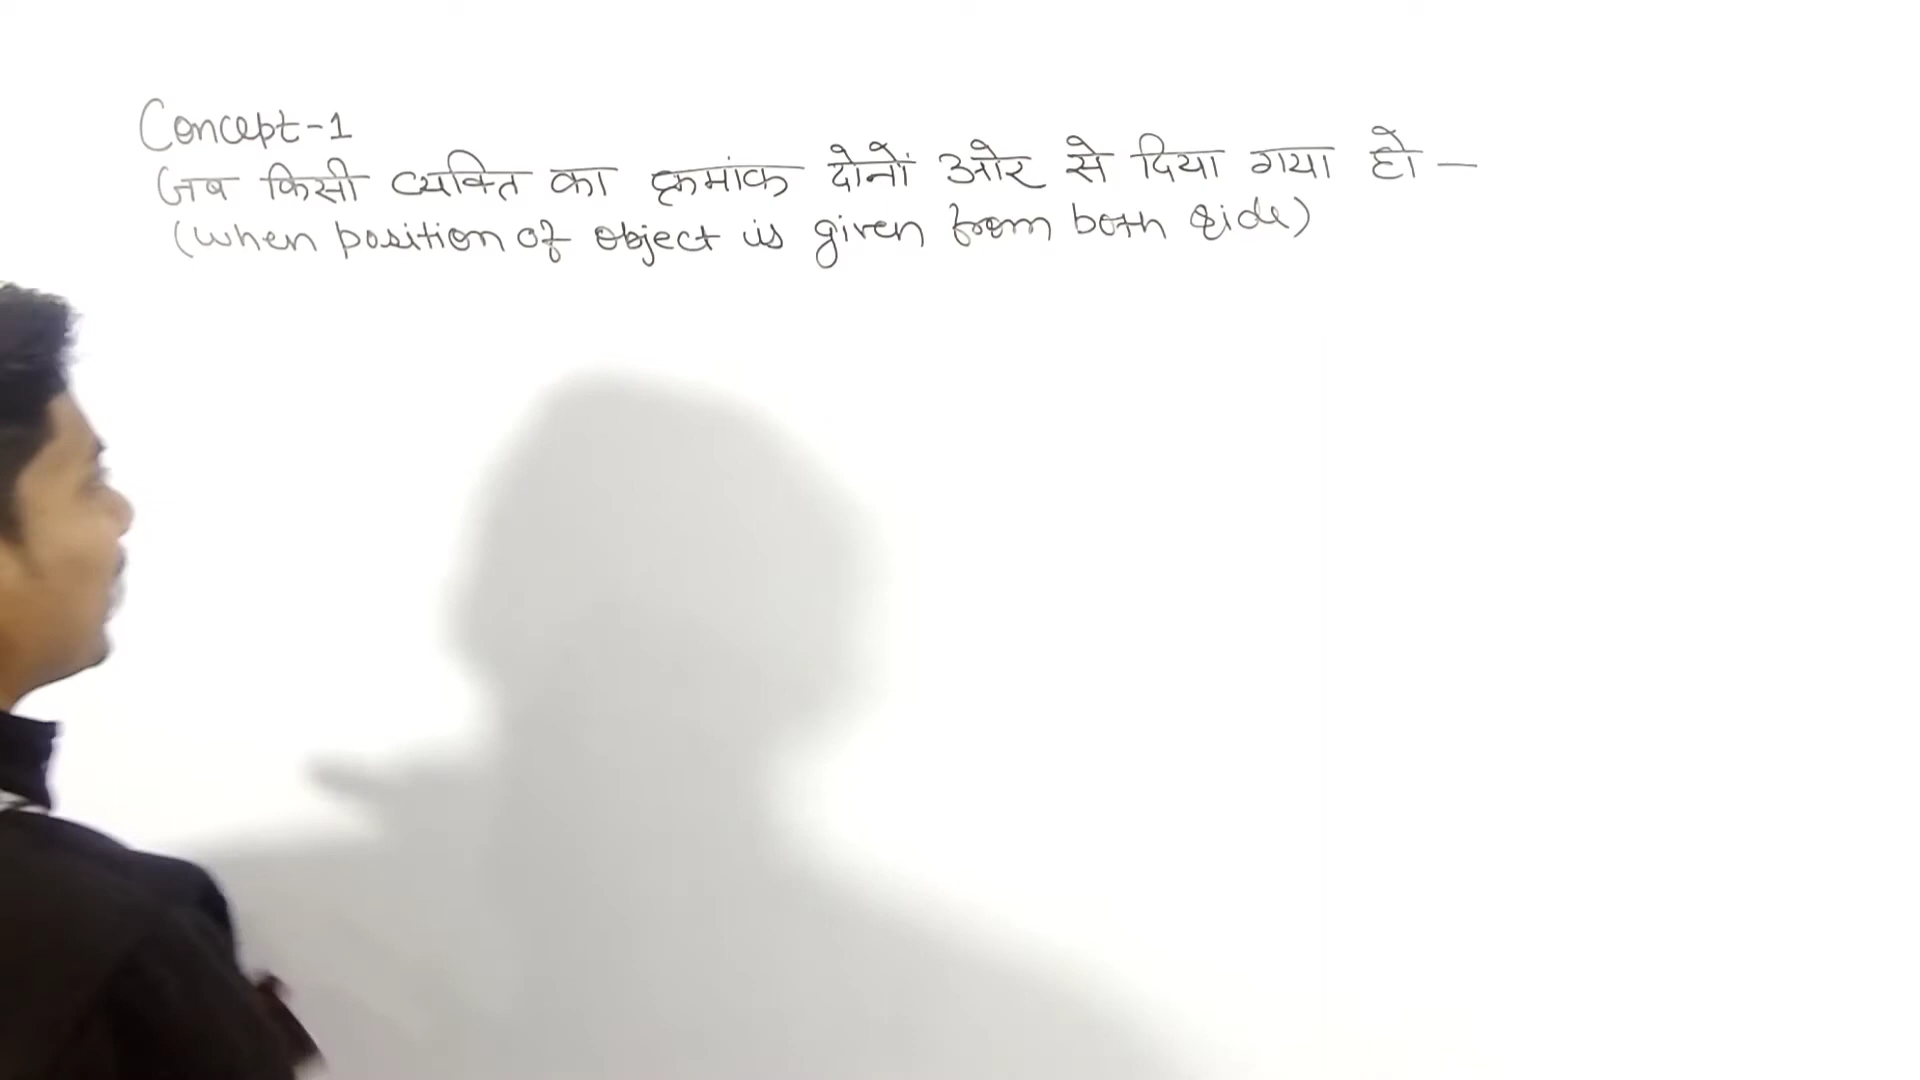 Concept-1
जब किसी व्यक्ति का क्रमांक दोनों ओर से दिया गया हो —
(when position of object is given from both side)